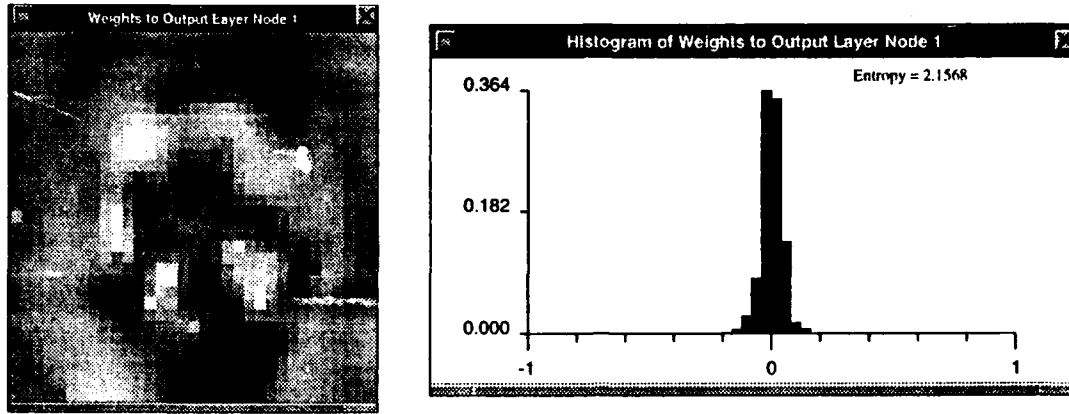 Weights to Output Layer Node 1
Histogram of Weights to Output Layer Node 1
Entropy = 2.1568
0.364
0.182
0.000
-1
0
1